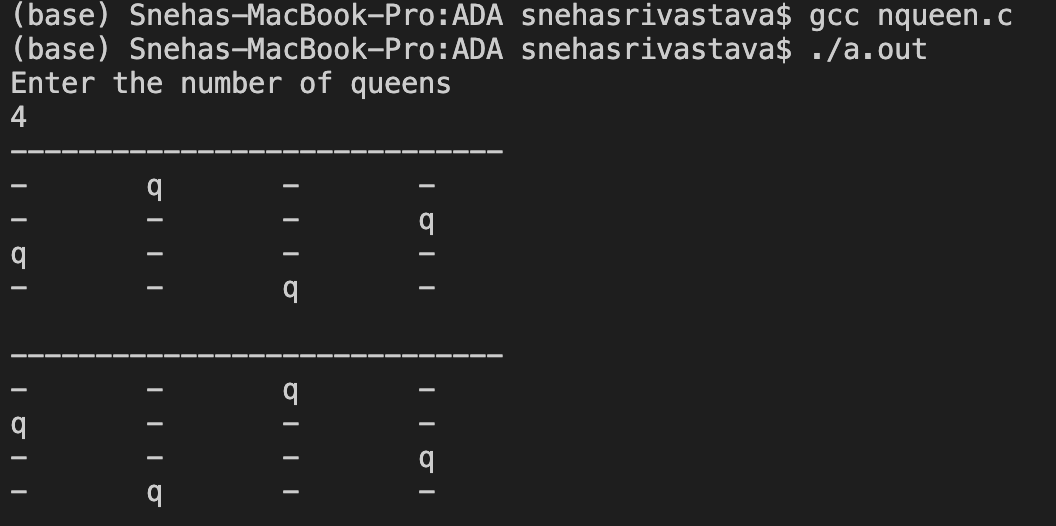 (base) Snehas-MacBook-Pro:ADA snehasrivastava$ gcc nqueen.c
(base) Snehas-MacBook-Pro:ADA snehasrivastava$ ./a.out
Enter the number of queens
4
-----------------------------
-	q	-	-
-	-	-	q
q	-	-	-
-	-	q	-

-----------------------------
-	-	q	-
q	-	-	-
-	-	-	q
-	q	-	-